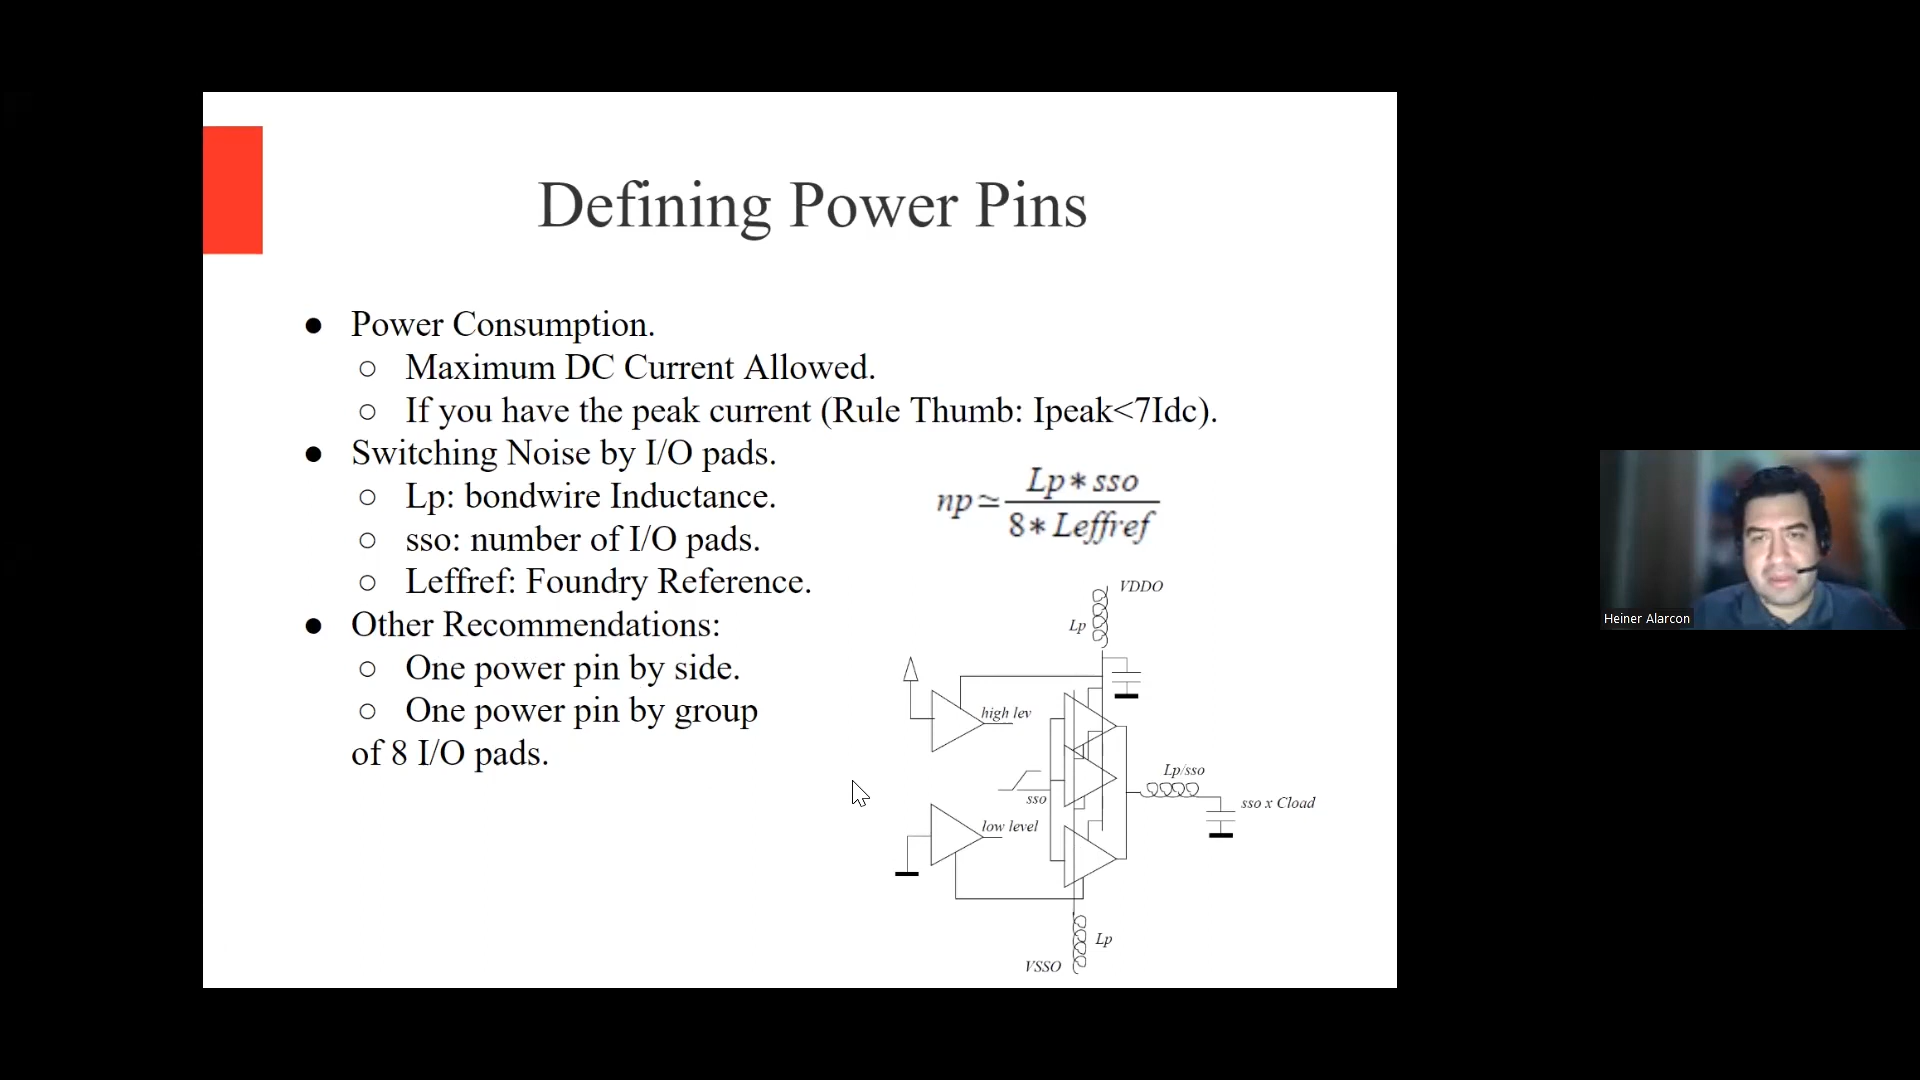 Defining Power Pins
● Power Consumption.
○ Maximum DC Current Allowed.
○ If you have the peak current (Rule Thumb: Ipeak<7Idc).
● Switching Noise by I/O pads.
○ Lp: bondwire Inductance.
○ sso: number of I/O pads.
○ Leffref: Foundry Reference.
● Other Recommendations:
○ One power pin by side.
○ One power pin by group
of 8 I/O pads.
np≃
Lp∗sso
8∗Leffref
VDDO
Lp
high lev
sso
low level
Lp/sso
sso x Cload
Lp
VSSO
Heiner Alarcon